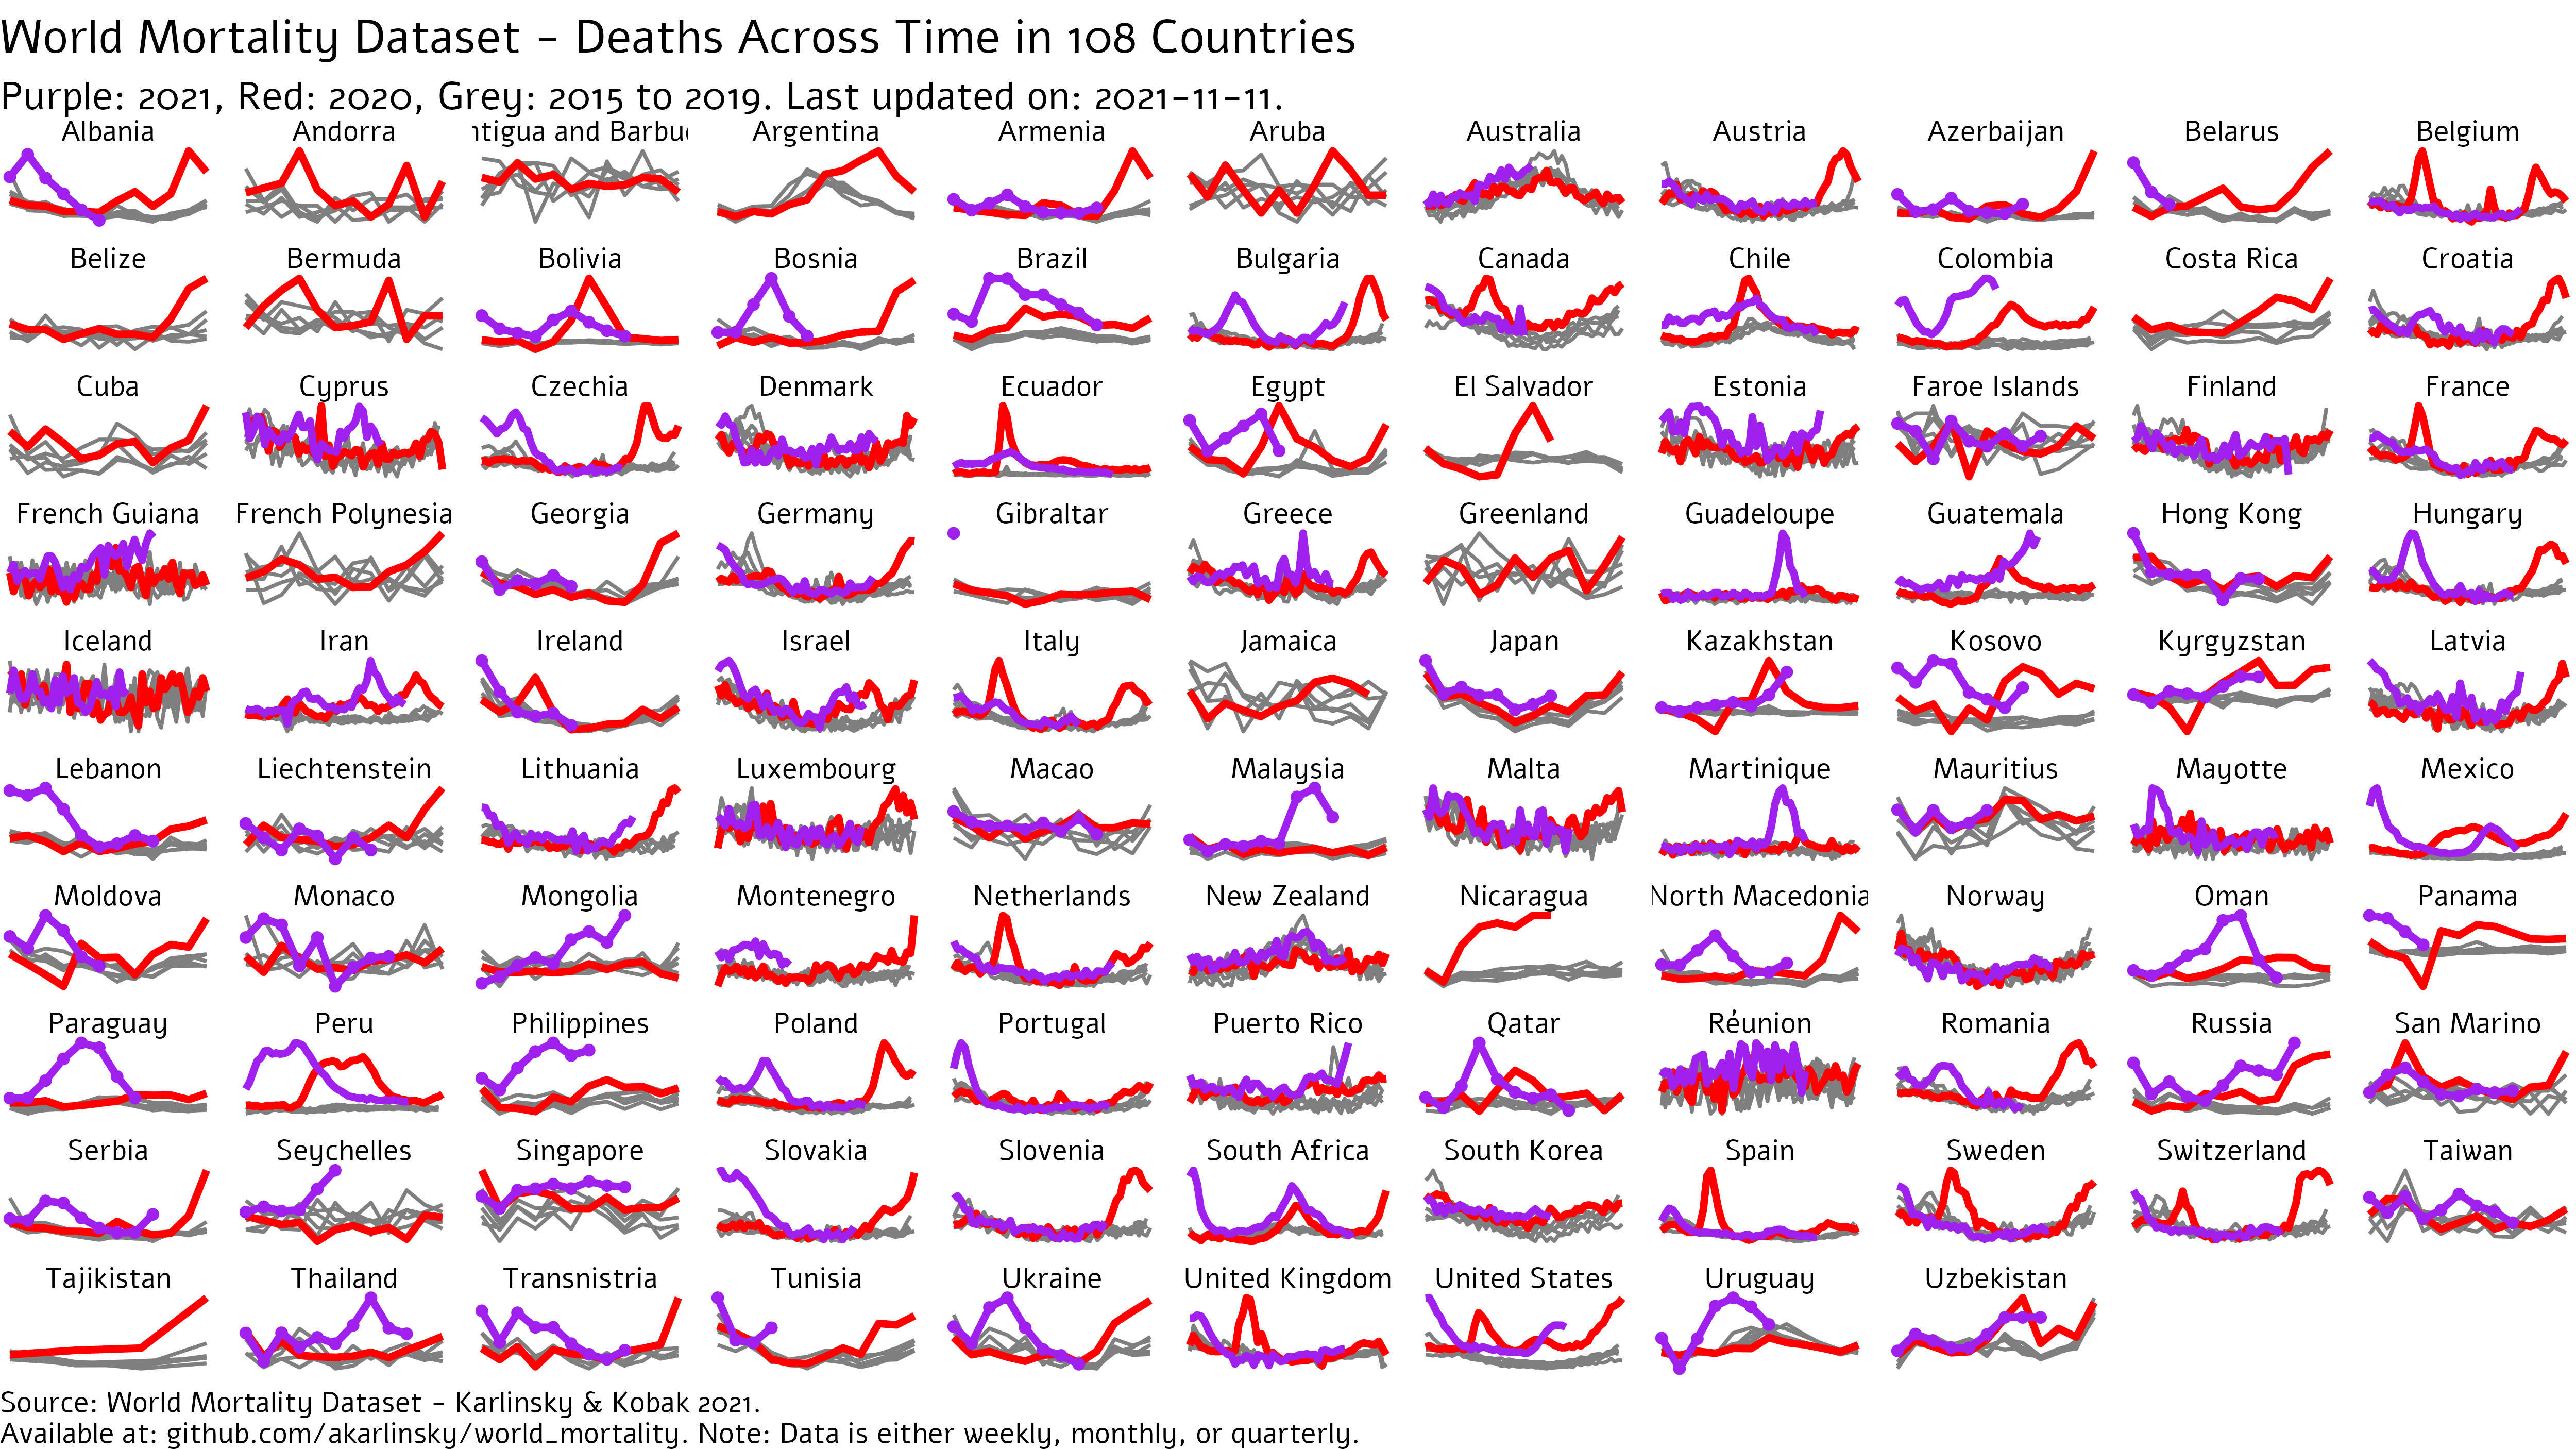 World Mortality Dataset - Deaths Across Time in 108 Countries
Purple: 2021, Red: 2020, Grey: 2015 to 2019. Last updated on: 2021-11-11.
Albania Andorra ntigua and Barbu Argentina Armenia Aruba Australia Austria Azerbaijan Belarus Belgium
Belize Bermuda Bolivia Bosnia Brazil Bulgaria Canada Chile Colombia Costa Rica Croatia
Cuba Cyprus Czechia Denmark Ecuador Egypt El Salvador Estonia Faroe Islands Finland France
French Guiana French Polynesia Georgia Germany Gibraltar Greece Greenland Guadeloupe Guatemala Hong Kong Hungary
Iceland Iran Ireland Israel Italy Jamaica Japan Kazakhstan Kosovo Kyrgyzstan Latvia
Lebanon Liechtenstein Lithuania Luxembourg Macao Malaysia Malta Martinique Mauritius Mayotte Mexico
Moldova Monaco Mongolia Montenegro Netherlands New Zealand Nicaragua North Macedonia Norway Oman Panama
Paraguay Peru Philippines Poland Portugal Puerto Rico Qatar Réunion Romania Russia San Marino
Serbia Seychelles Singapore Slovakia Slovenia South Africa South Korea Spain Sweden Switzerland Taiwan
Tajikistan Thailand Transnistria Tunisia Ukraine United Kingdom United States Uruguay Uzbekistan
Source: World Mortality Dataset - Karlinsky & Kobak 2021.
Available at: github.com/akarlinsky/world_mortality. Note: Data is either weekly, monthly, or quarterly.